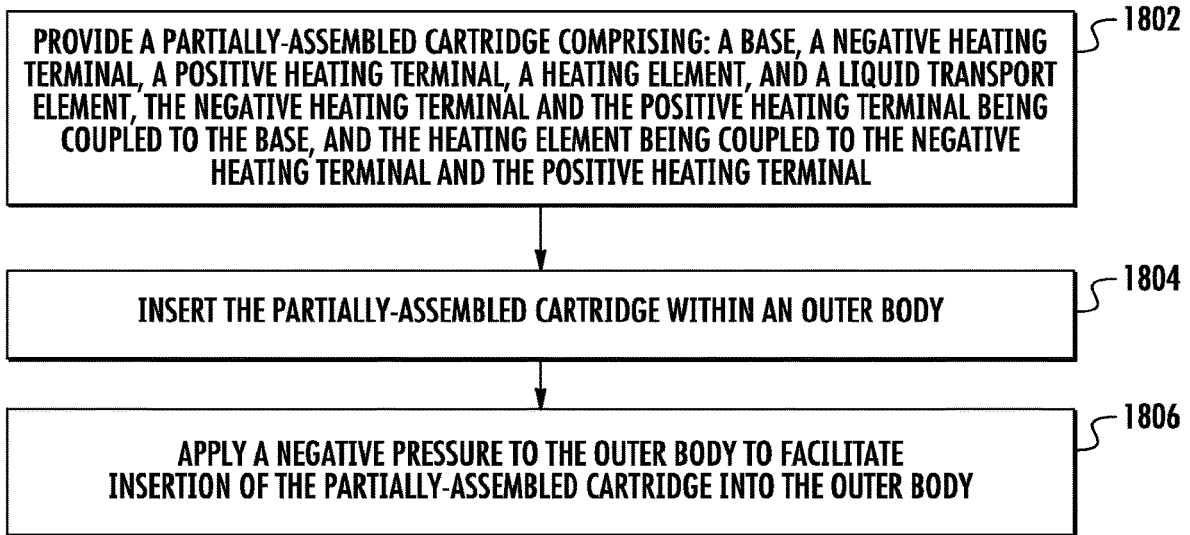 1802
PROVIDE A PARTIALLY-ASSEMBLED CARTRIDGE COMPRISING: A BASE, A NEGATIVE HEATING
TERMINAL, A POSITIVE HEATING TERMINAL, A HEATING ELEMENT, AND A LIQUID TRANSPORT
ELEMENT, THE NEGATIVE HEATING TERMINAL AND THE POSITIVE HEATING TERMINAL BEING
COUPLED TO THE BASE, AND THE HEATING ELEMENT BEING COUPLED TO THE NEGATIVE
HEATING TERMINAL AND THE POSITIVE HEATING TERMINAL
1804
INSERT THE PARTIALLY-ASSEMBLED CARTRIDGE WITHIN AN OUTER BODY
1806
APPLY A NEGATIVE PRESSURE TO THE OUTER BODY TO FACILITATE
INSERTION OF THE PARTIALLY-ASSEMBLED CARTRIDGE INTO THE OUTER BODY